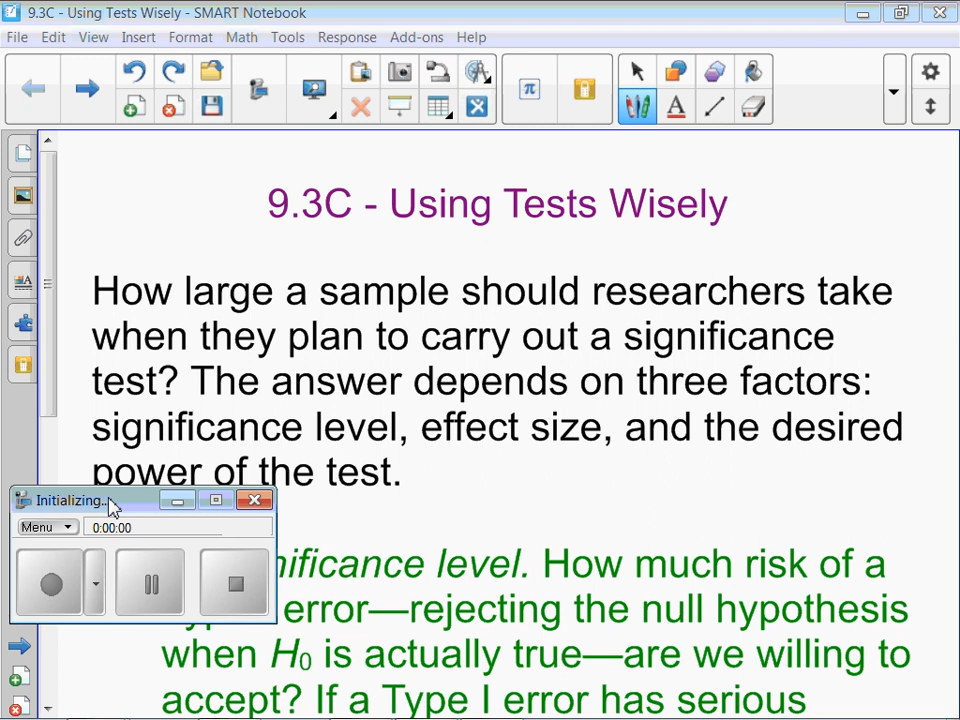 9.3C - Using Tests Wisely - SMART Notebook
File Edit View Insert Format Math Tools Response Add-ons Help
π
A
9.3C - Using Tests Wisely
How large a sample should researchers take
when they plan to carry out a significance
test? The answer depends on three factors:
significance level, effect size, and the desired
power of the test.
Initializing...
Menu 0:00:00
nificance level. How much risk of a
error—rejecting the null hypothesis
when H0 is actually true—are we willing to
accept? If a Type I error has serious